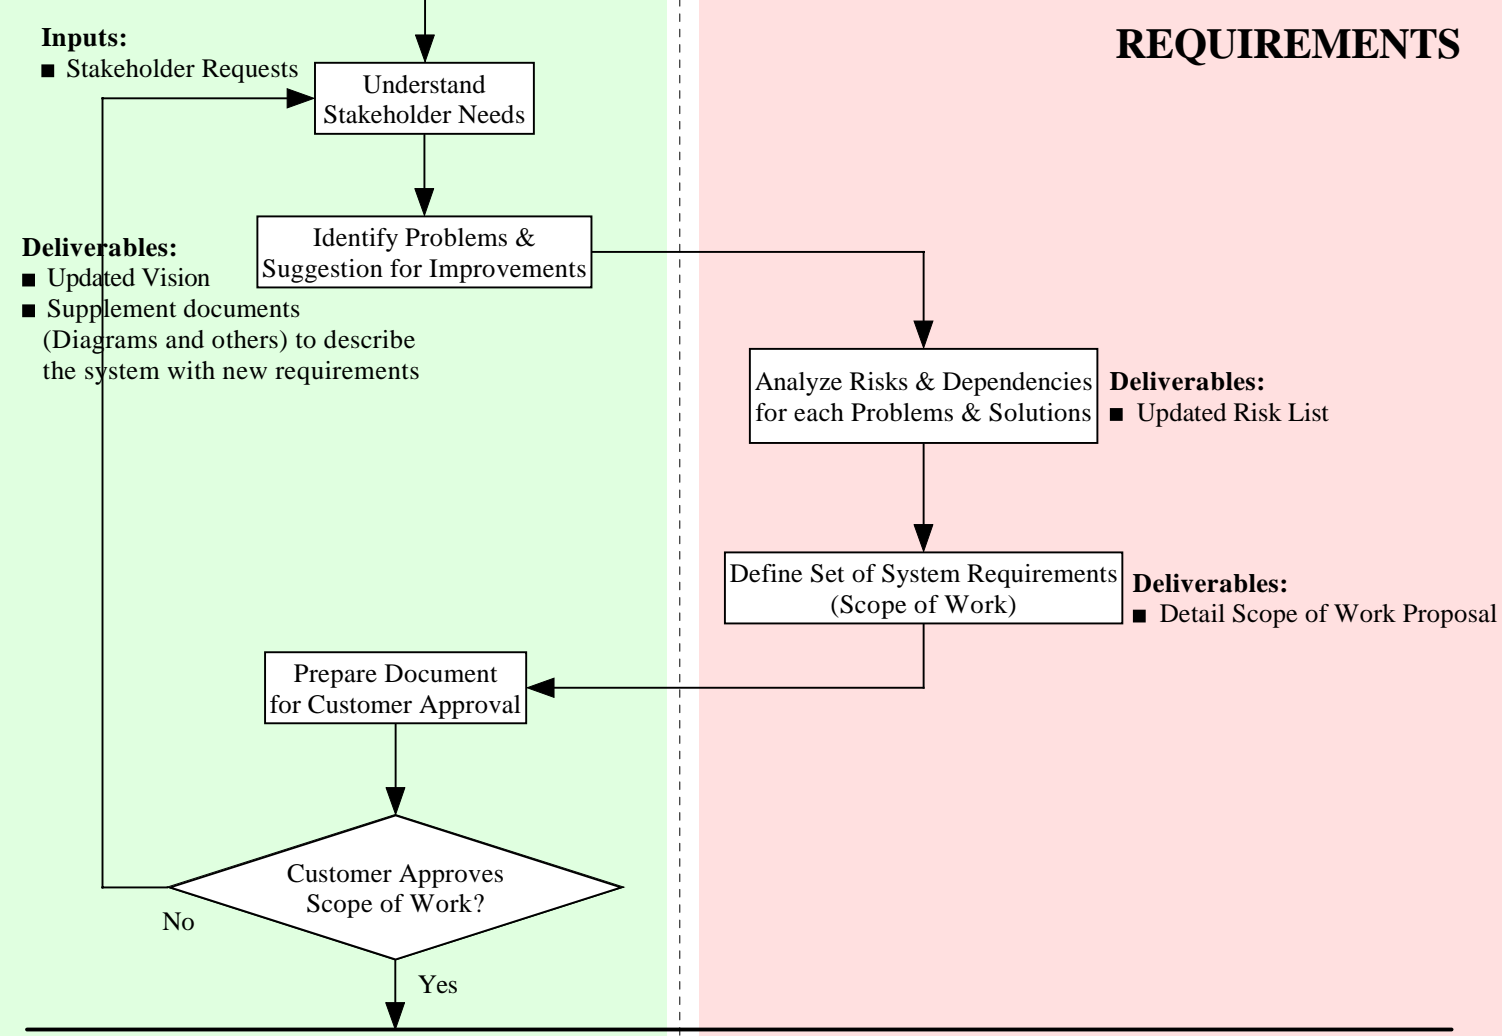 REQUIREMENTS
Inputs:
■ Stakeholder Requests
Understand
Stakeholder Needs
Identify Problems &
Suggestion for Improvements
Deliverables:
■ Updated Vision
■ Supplement documents
(Diagrams and others) to describe
the system with new requirements
Analyze Risks & Dependencies
for each Problems & Solutions
Deliverables:
■ Updated Risk List
Define Set of System Requirements
(Scope of Work)
Deliverables:
■ Detail Scope of Work Proposal
Prepare Document
for Customer Approval
Customer Approves
Scope of Work?
No
Yes